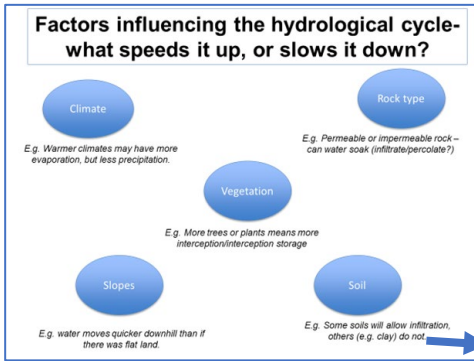 Factors influencing the hydrological cycle-
what speeds it up, or slows it down?
Climate
Rock type
E.g. Warmer climates may have more
evaporation, but less precipitation.
E.g. Permeable or impermeable rock –
can water soak (infiltrate/percolate?)
Vegetation
E.g. More trees or plants means more
interception/interception storage
Slopes
Soil
E.g. water moves quicker downhill than if
there was flat land.
E.g. Some soils will allow infiltration,
others (e.g. clay) do not.